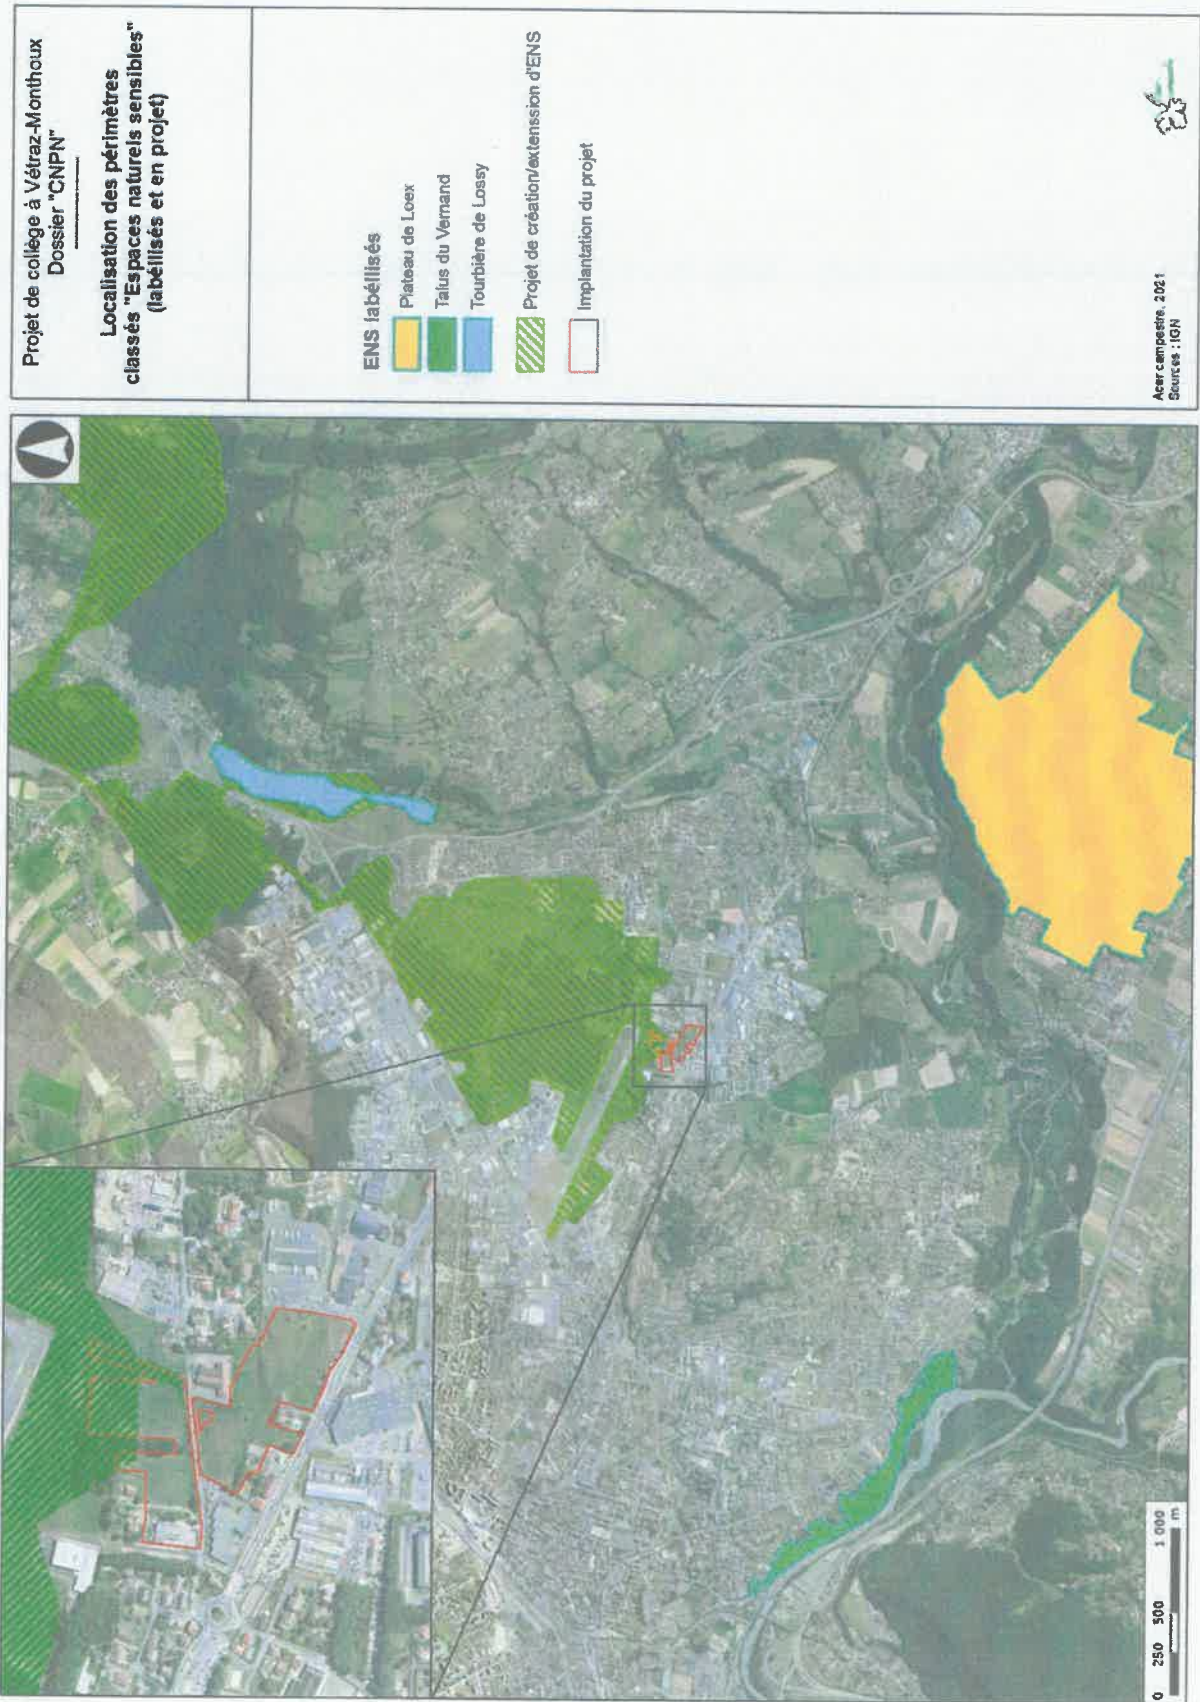 Projet de collège à Vétraz-Monthoux
Dossier "CNPN"
Localisation des périmètres
classés "Espaces naturels sensibles"
(labéllisés et en projet)
ENS labéllisés
Plateau de Loex
Talus du Vernand
Tourbière de Lossy
Projet de création/extenssion d'ENS
Implantation du projet
Acer campestre, 2021
Sources : IGN
0 250 500 1 000
m